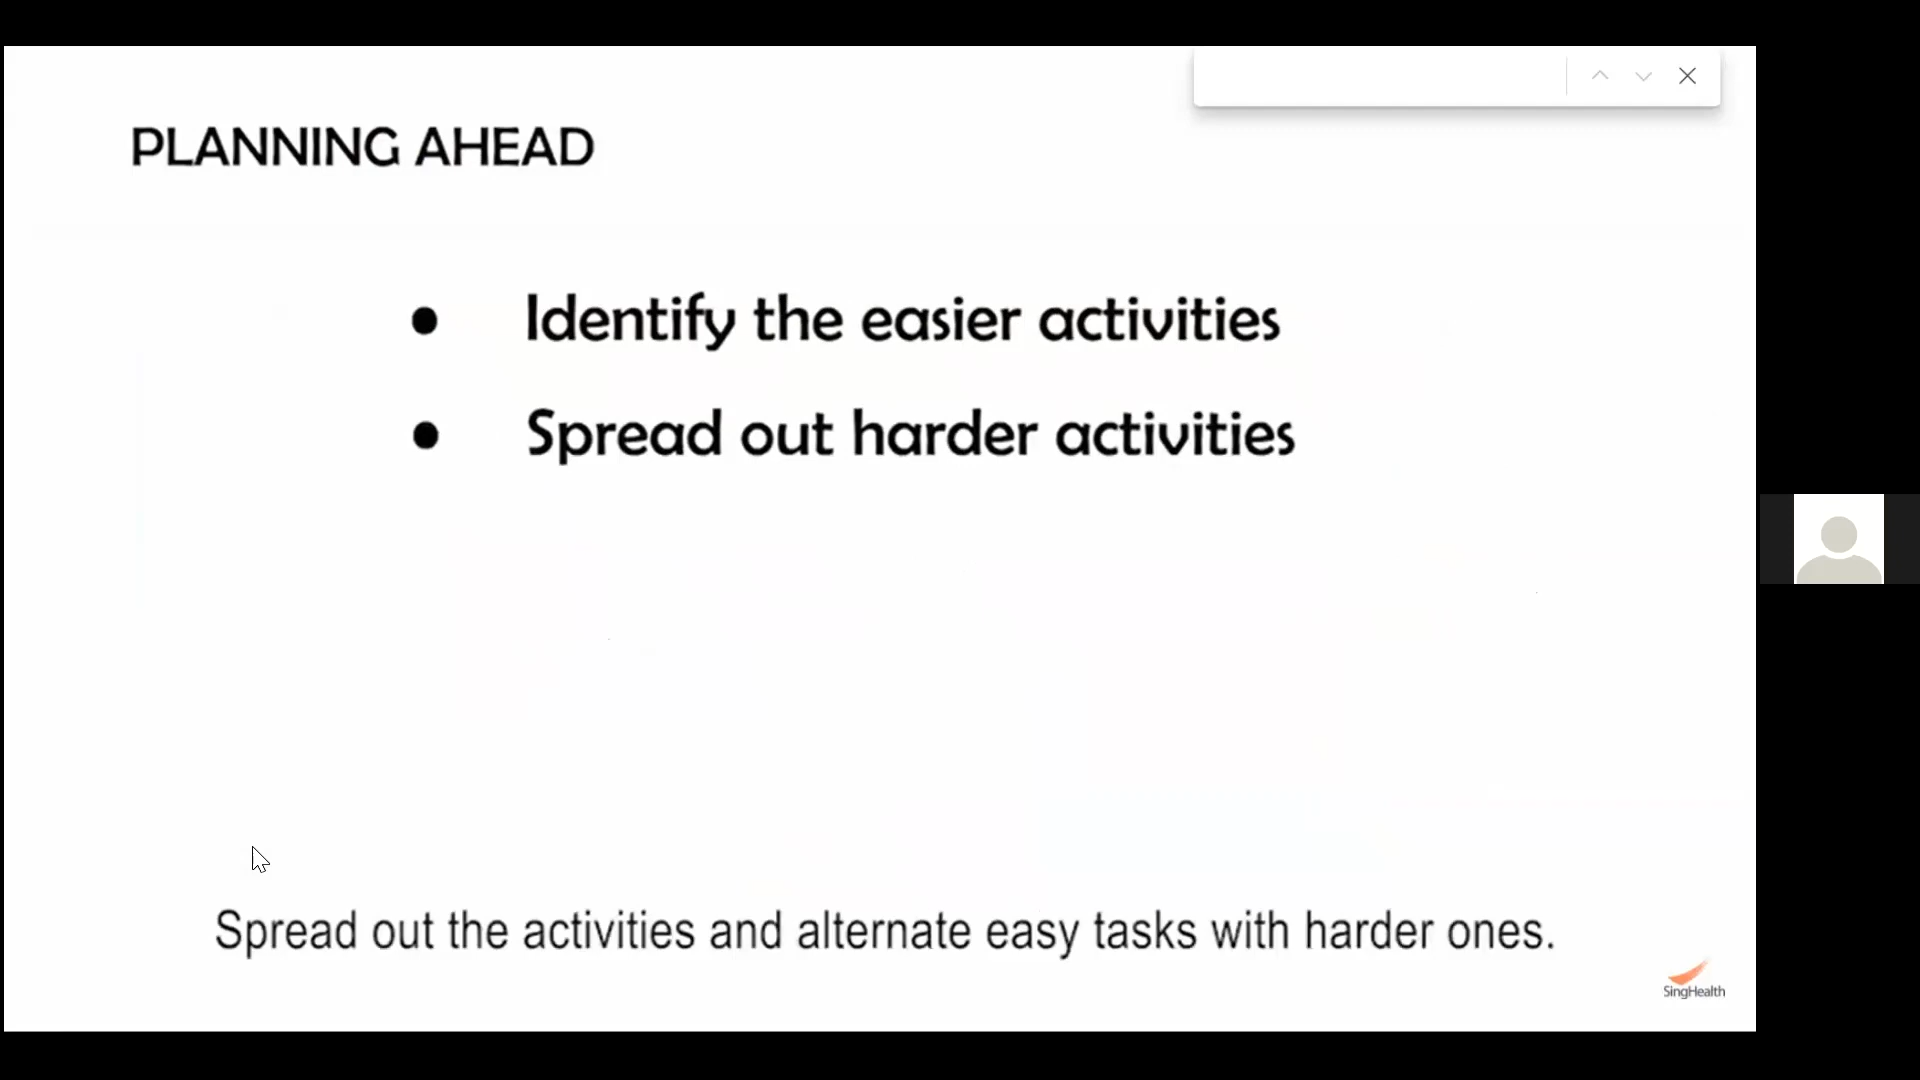 PLANNING AHEAD
● Identify the easier activities
● Spread out harder activities
Spread out the activities and alternate easy tasks with harder ones.
SingHealth